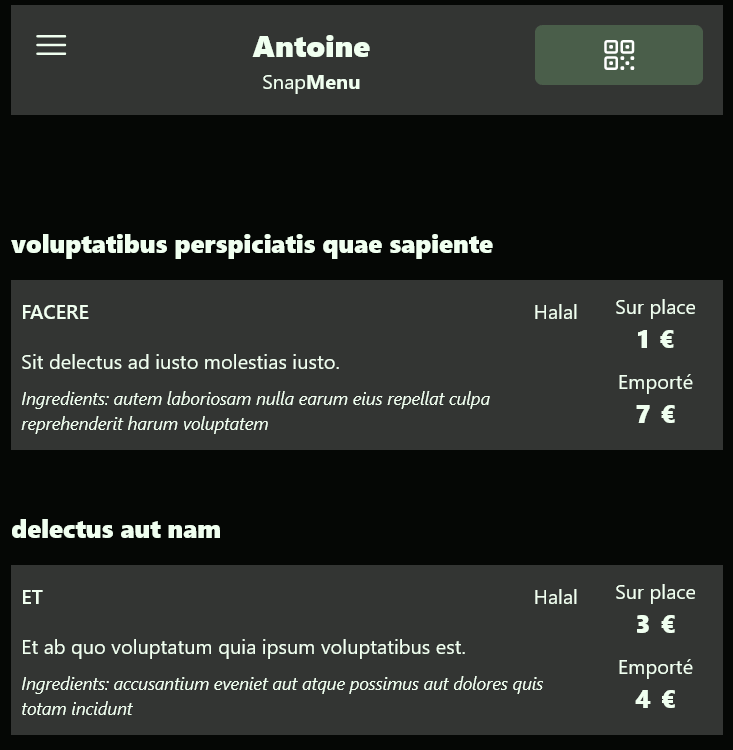 Antoine
SnapMenu
voluptatibus perspiciatis quae sapiente
FACERE
Halal
Sur place
1 €
Sit delectus ad iusto molestias iusto.
Emporté
7 €
Ingredients: autem laboriosam nulla earum eius repellat culpa
reprehenderit harum voluptatem
delectus aut nam
ET
Halal
Sur place
3 €
Et ab quo voluptatum quia ipsum voluptatibus est.
Emporté
4 €
Ingredients: accusantium eveniet aut atque possimus aut dolores quis
totam incidunt